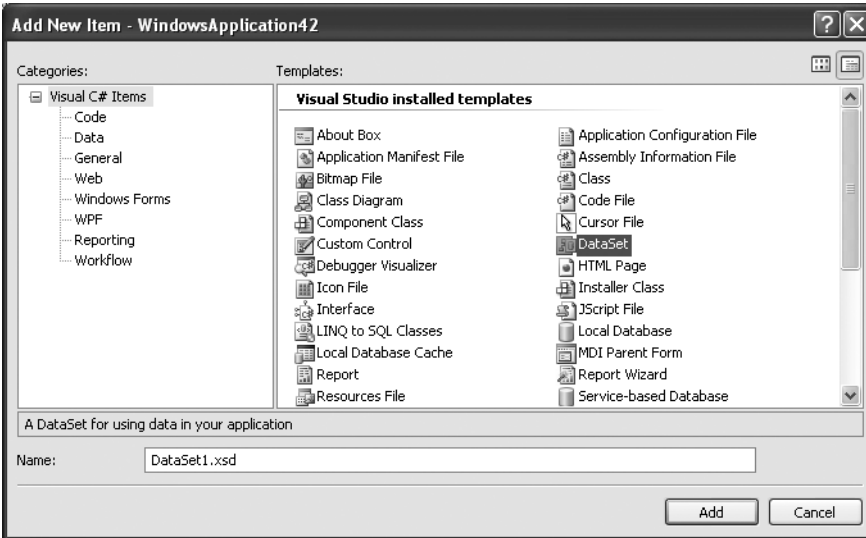 Add New Item - WindowsApplication42
Categories:
Templates:
Visual C# Items
Code
Data
General
Web
Windows Forms
WPF
Reporting
Workflow
Visual Studio installed templates
About Box
Application Configuration File
Application Manifest File
Assembly Information File
Bitmap File
Class
Class Diagram
Code File
Component Class
Cursor File
Custom Control
DataSet
Debugger Visualizer
HTML Page
Icon File
Installer Class
Interface
JScript File
LINQ to SQL Classes
Local Database
Local Database Cache
MDI Parent Form
Report
Report Wizard
Resources File
Service-based Database
A DataSet for using data in your application
Name:
DataSet1.xsd
Add
Cancel